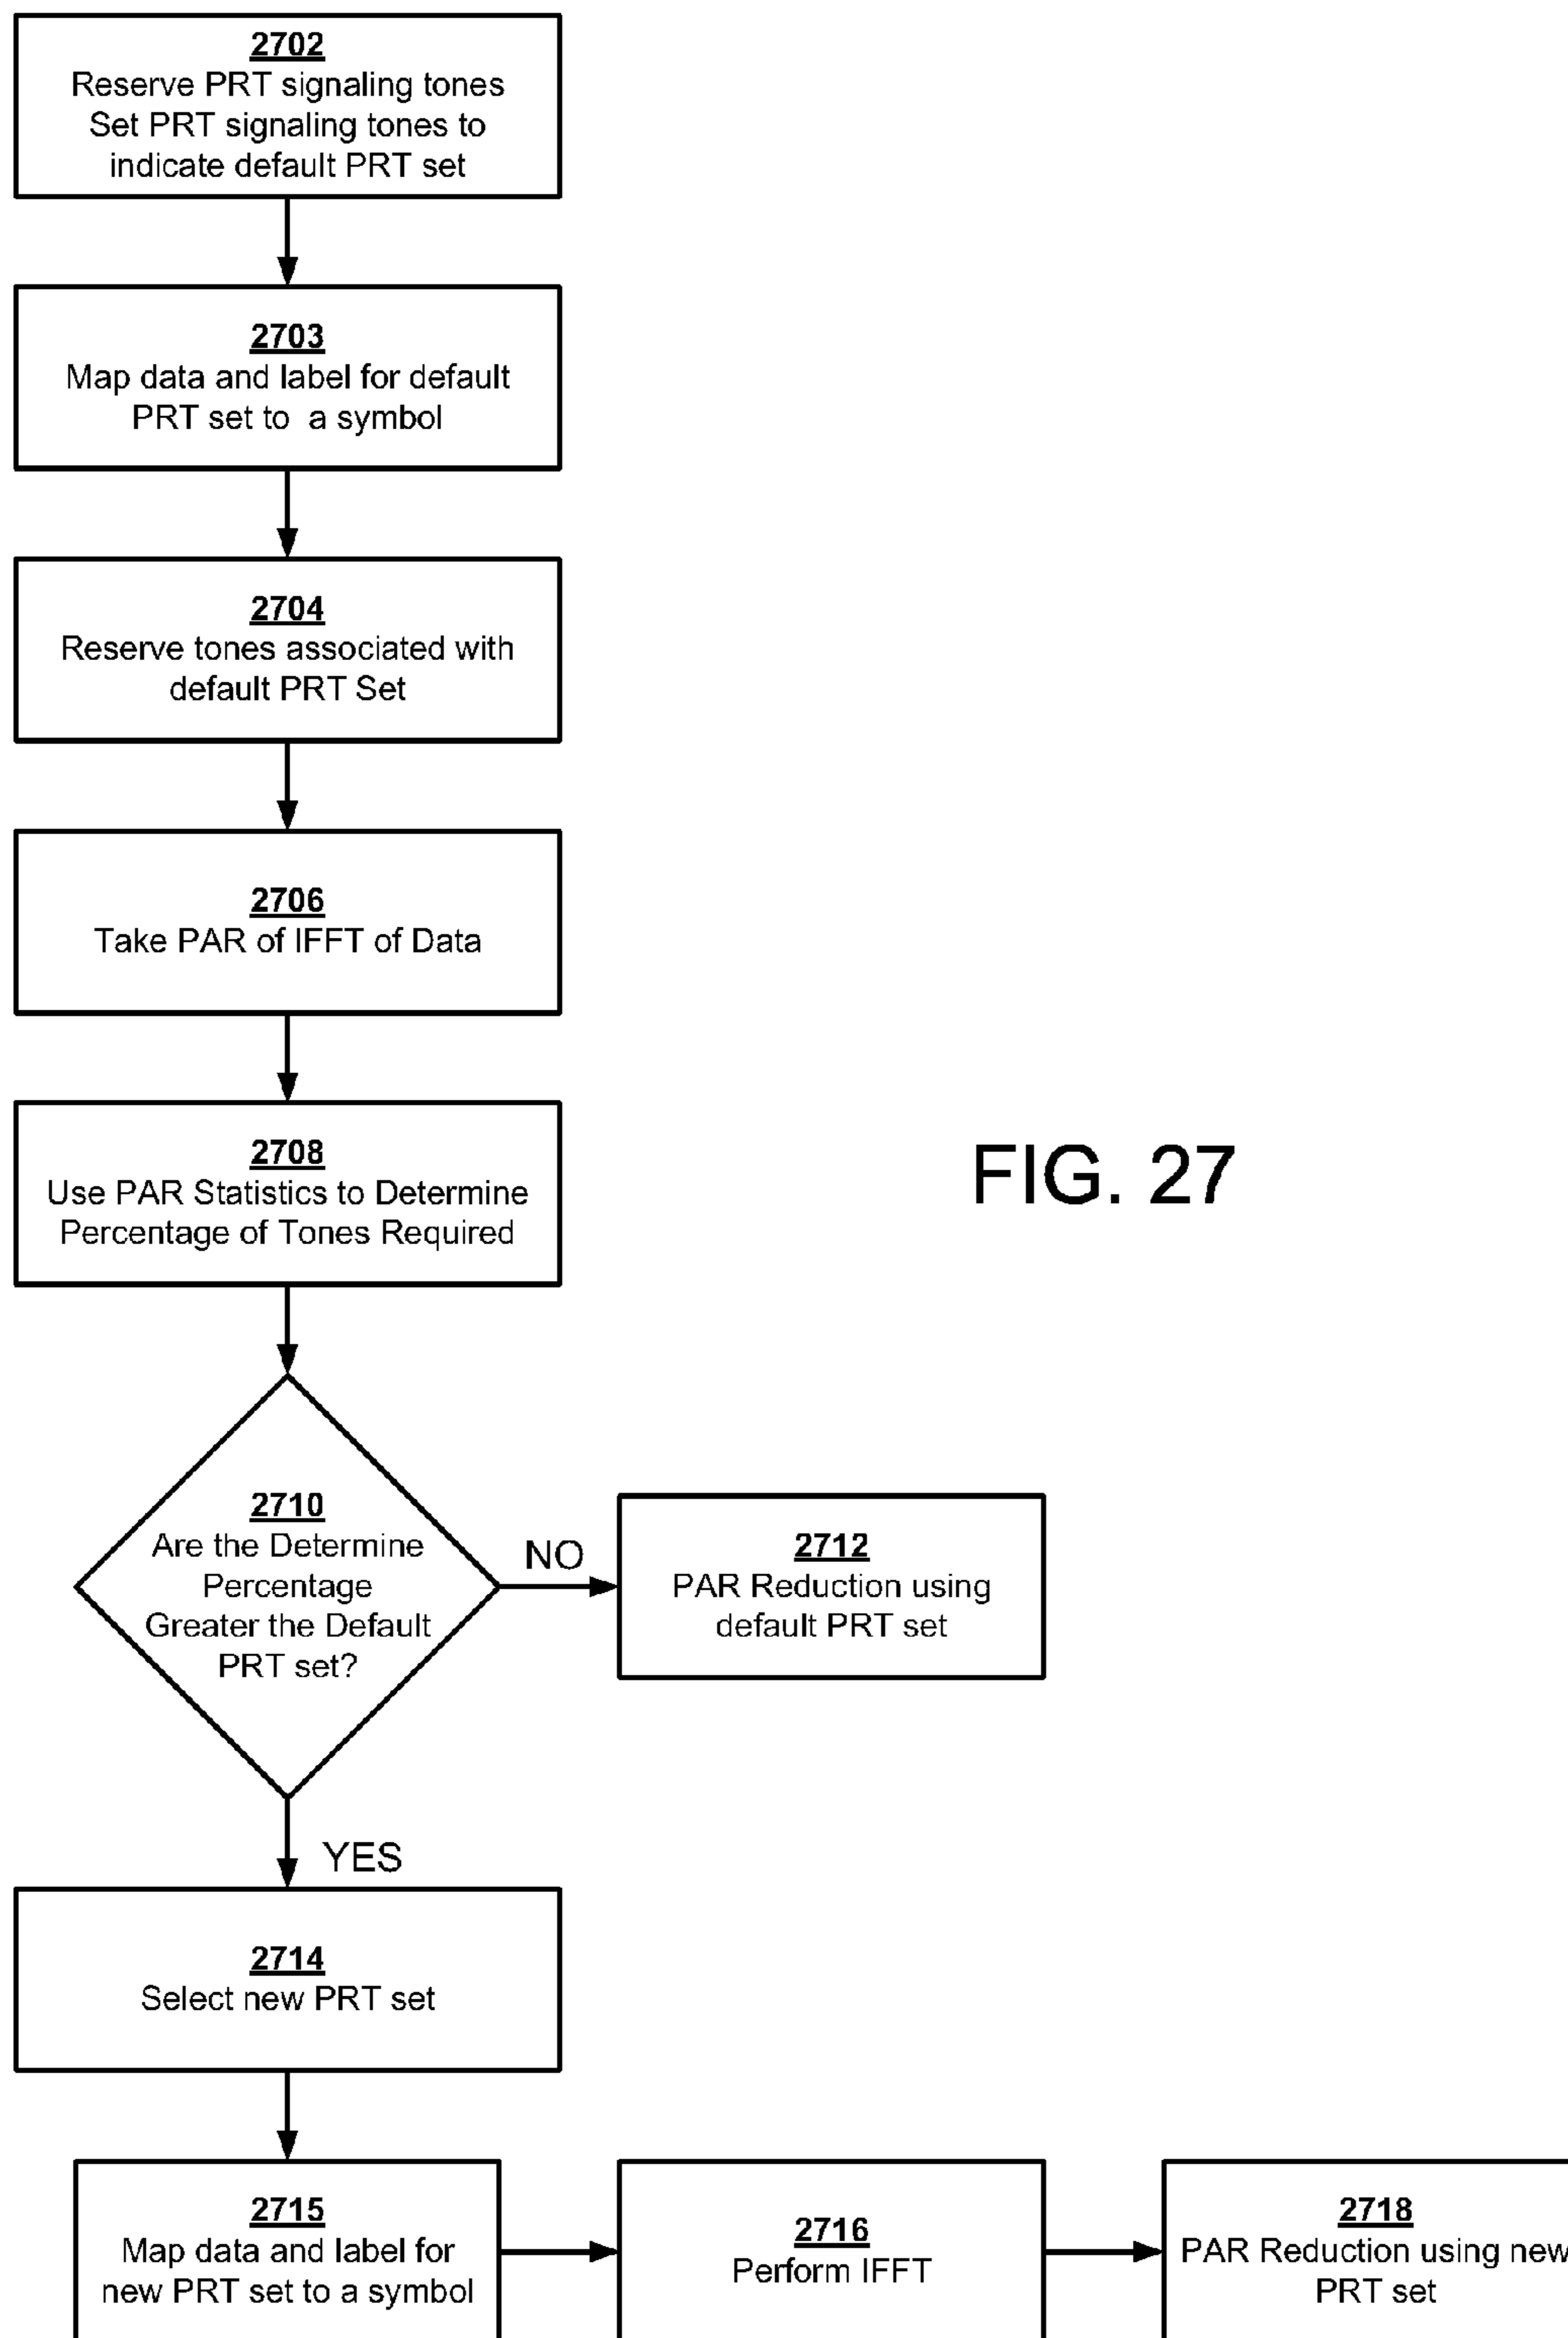 2702
Reserve PRT signaling tones
Set PRT signaling tones to
indicate default PRT set
2703
Map data and label for default
PRT set to a symbol
2704
Reserve tones associated with
default PRT Set
2706
Take PAR of IFFT of Data
2708
Use PAR Statistics to Determine
Percentage of Tones Required
FIG. 27
2710
Are the Determine
Percentage
Greater the Default
PRT set?
NO
2712
PAR Reduction using
default PRT set
YES
2714
Select new PRT set
2715
Map data and label for
new PRT set to a symbol
2716
Perform IFFT
2718
PAR Reduction using new
PRT set